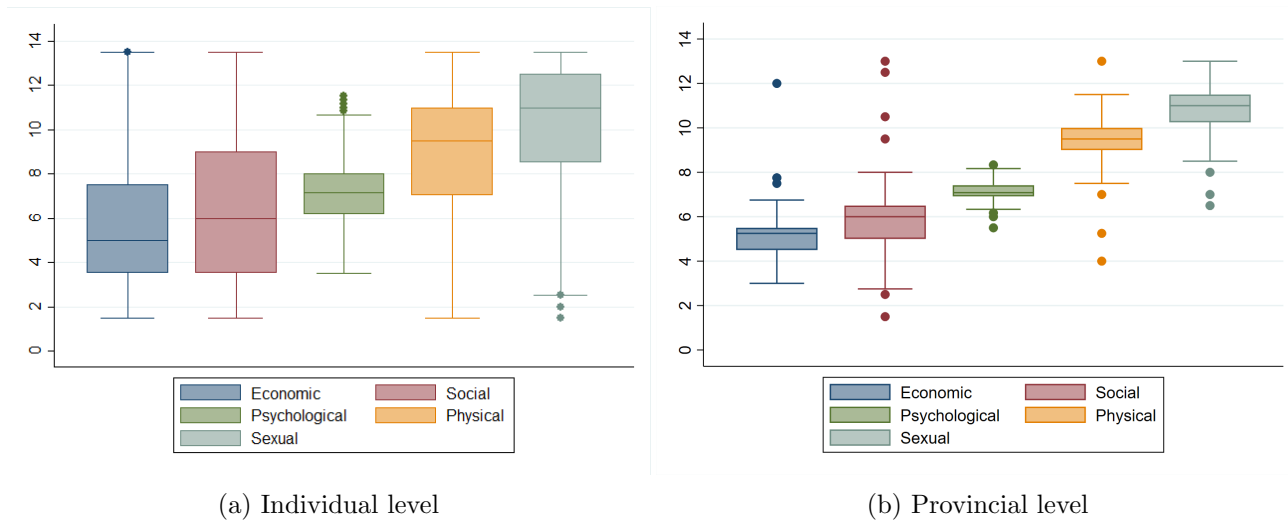 14
12
10
8
6
4
2
0
Economic Social
Psychological Physical
Sexual
(a) Individual level
14
12
10
8
6
4
2
0
Economic Social
Psychological Physical
Sexual
(b) Provincial level